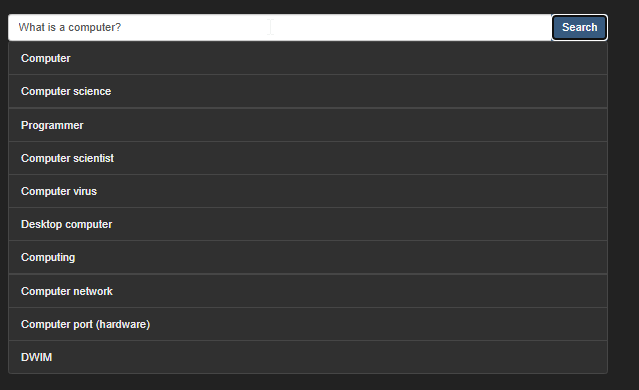 What is a computer?
Search
Computer
Computer science
Programmer
Computer scientist
Computer virus
Desktop computer
Computing
Computer network
Computer port (hardware)
DWIM